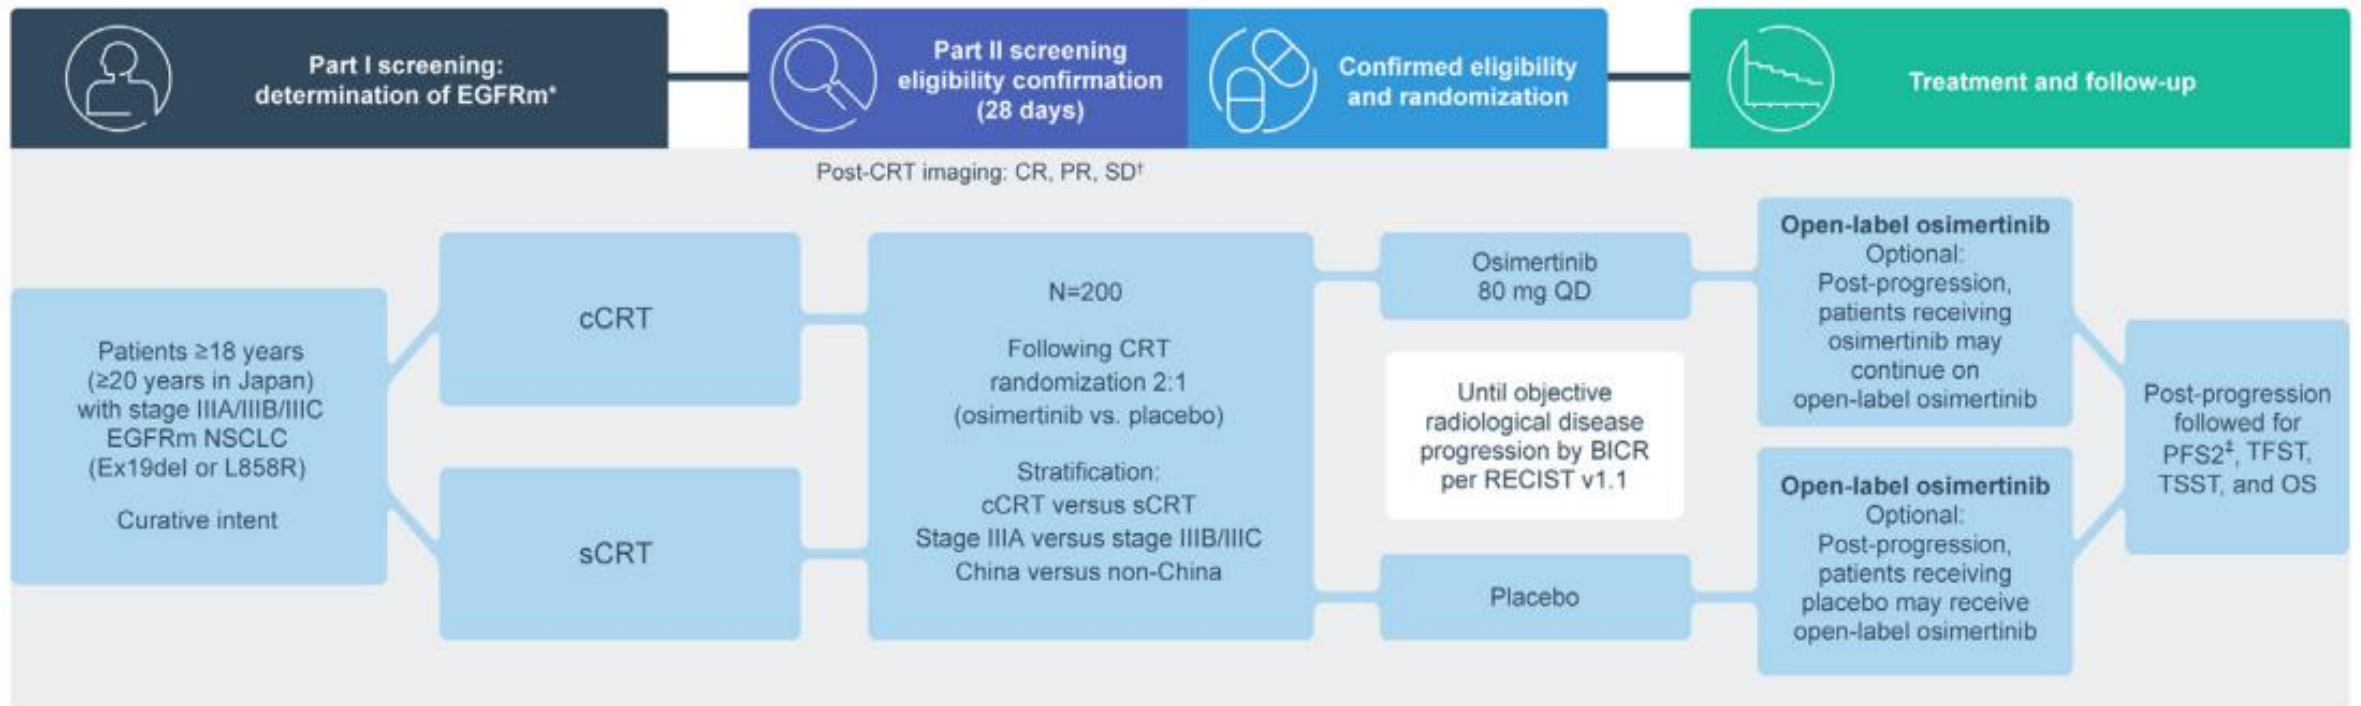 Part I screening:
determination of EGFRm*
Part II screening
eligibility confirmation
(28 days)
Confirmed eligibility
and randomization
Treatment and follow-up
Post-CRT imaging: CR, PR, SD†
Patients ≥18 years
(≥20 years in Japan)
with stage IIIA/IIIB/IIIC
EGFRm NSCLC
(Ex19del or L858R)
Curative intent
cCRT
sCRT
N=200
Following CRT
randomization 2:1
(osimertinib vs. placebo)
Stratification:
cCRT versus sCRT
Stage IIIA versus stage IIIB/IIIC
China versus non-China
Osimertinib
80 mg QD
Until objective
radiological disease
progression by BICR
per RECIST v1.1
Placebo
Open-label osimertinib
Optional:
Post-progression,
patients receiving
osimertinib may
continue on
open-label osimertinib
Open-label osimertinib
Optional:
Post-progression,
patients receiving
placebo may receive
open-label osimertinib
Post-progression
followed for
PFS2‡, TFST,
TSST, and OS